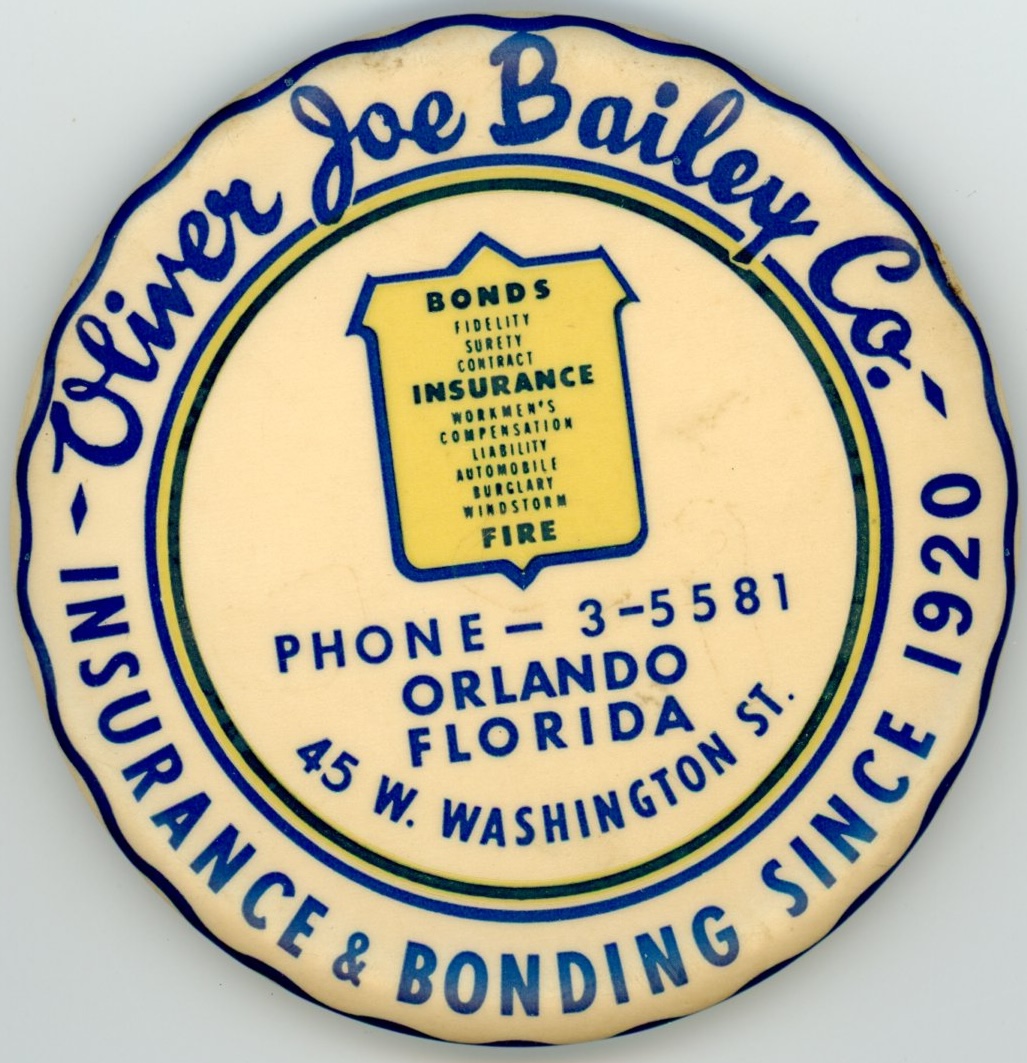 Oliver Joe Bailey Co.
BONDS
FIDELITY
SURETY
CONTRACT
INSURANCE
WORKMEN'S
COMPENSATION
LIABILITY
AUTOMOBILE
BURGLARY
WINDSTORM
FIRE
PHONE — 3-5581
ORLANDO
FLORIDA
45 W. WASHINGTON ST.
INSURANCE & BONDING SINCE 1920